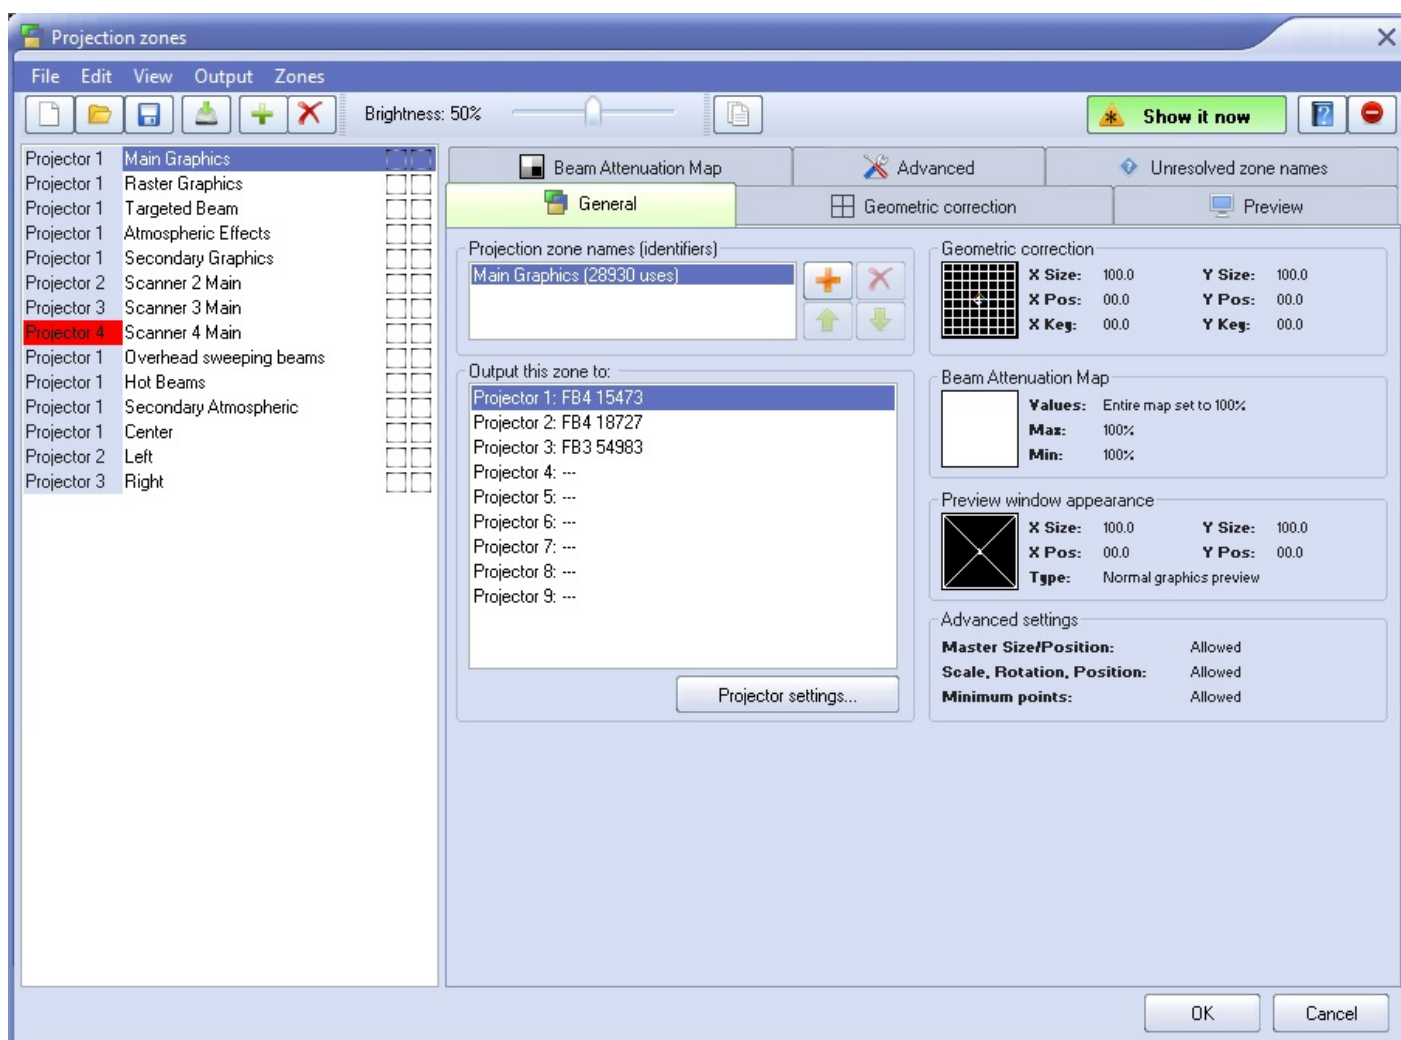 Projection zones
File Edit View Output Zones
Brightness: 50%
Show it now
Projector 1 Main Graphics
Projector 1 Raster Graphics
Projector 1 Targeted Beam
Projector 1 Atmospheric Effects
Projector 1 Secondary Graphics
Projector 2 Scanner 2 Main
Projector 3 Scanner 3 Main
Projector 4 Scanner 4 Main
Projector 1 Overhead sweeping beams
Projector 1 Hot Beams
Projector 1 Secondary Atmospheric
Projector 1 Center
Projector 2 Left
Projector 3 Right
Beam Attenuation Map
Advanced
Unresolved zone names
General
Geometric correction
Preview
Projection zone names (identifiers)
Main Graphics (28930 uses)
Output this zone to:
Projector 1: FB4 15473
Projector 2: FB4 18727
Projector 3: FB3 54983
Projector 4: ---
Projector 5: ---
Projector 6: ---
Projector 7: ---
Projector 8: ---
Projector 9: ---
Projector settings...
Geometric correction
X Size: 100.0 Y Size: 100.0
X Pos: 00.0 Y Pos: 00.0
X Key: 00.0 Y Key: 00.0
Beam Attenuation Map
Values: Entire map set to 100%
Max: 100%
Min: 100%
Preview window appearance
X Size: 100.0 Y Size: 100.0
X Pos: 00.0 Y Pos: 00.0
Type: Normal graphics preview
Advanced settings
Master Size/Position: Allowed
Scale, Rotation, Position: Allowed
Minimum points: Allowed
OK
Cancel